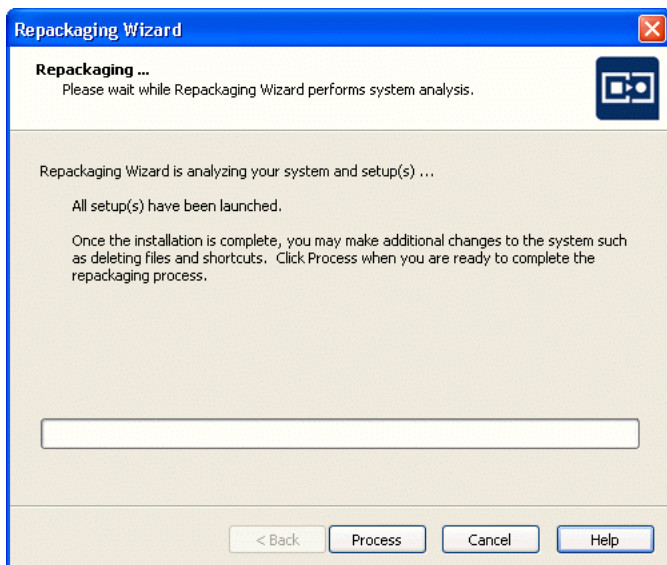 Repackaging Wizard
Repackaging ...
Please wait while Repackaging Wizard performs system analysis.
Repackaging Wizard is analyzing your system and setup(s) ...
All setup(s) have been launched.
Once the installation is complete, you may make additional changes to the system such
as deleting files and shortcuts.  Click Process when you are ready to complete the
repackaging process.
< Back
Process
Cancel
Help